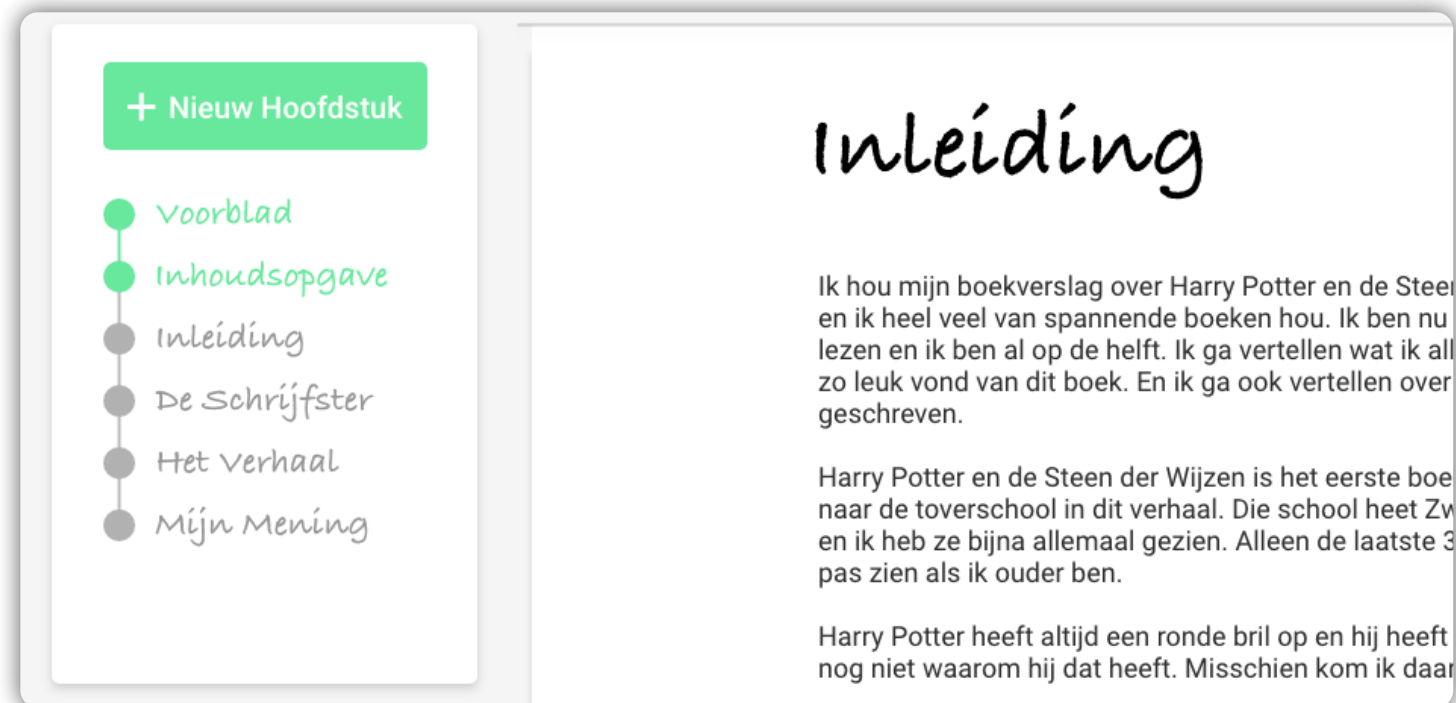 Nieuw Hoofdstuk
Voorblad
Inhoudsopgave
Inleiding
De Schrijfster
Het Verhaal
Mijn Mening
Inleiding
Ik hou mijn boekverslag over Harry Potter en de
en ik heel veel van spannende boeken hou. Ik ben nu
lezen en ik ben al op de helft. Ik ga vertellen wat ik
zo leuk vond van dit boek. En ik ga ook vertellen over
geschreven.
Harry Potter en de Steen der Wijzen is het eerste
naar de toverschool in dit verhaal. Die school heet
en ik heb ze bijna allemaal gezien. Alleen de laatste
pas zien als ik ouder ben.
Harry Potter heeft altijd een ronde bril op en hij heeft
nog niet waarom hij dat heeft. Misschien kom ik